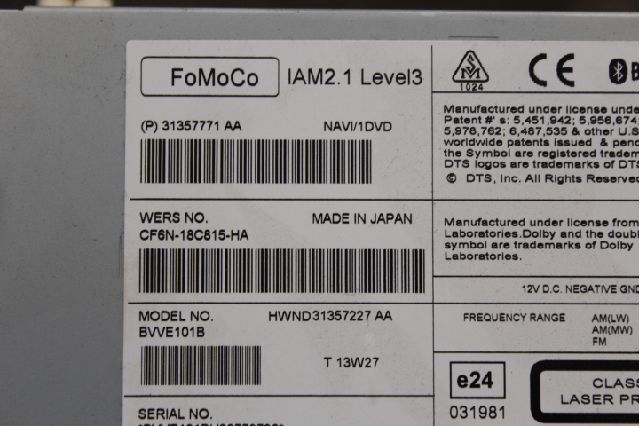 FoMoCo IAM2.1 Level3
1024
(P) 31357771 AA NAVI/1DVD
WERS NO. MADE IN JAPAN
CF6N-18C815-HA
MODEL NO. HWND31357227 AA
BVVE101B
T 13W27
SERIAL NO.
CE
Manufactured under license under
Patent #' s: 5,451,942; 5,956,674;
5,978,762; 6,487,535 & other U.S.
worldwide patents issued & pend
the Symbol are registered tradem
DTS logos are trademarks of DTS
© DTS, Inc. All Rights Reserved
Manufactured under license from
Laboratories.Dolby and the doub
symbol are trademarks of Dolby
Laboratories.
12V D.C. NEGATIVE GND
FREQUENCY RANGE AM(LW)
AM(MW)
FM
e24
031981
CLASS
LASER PR